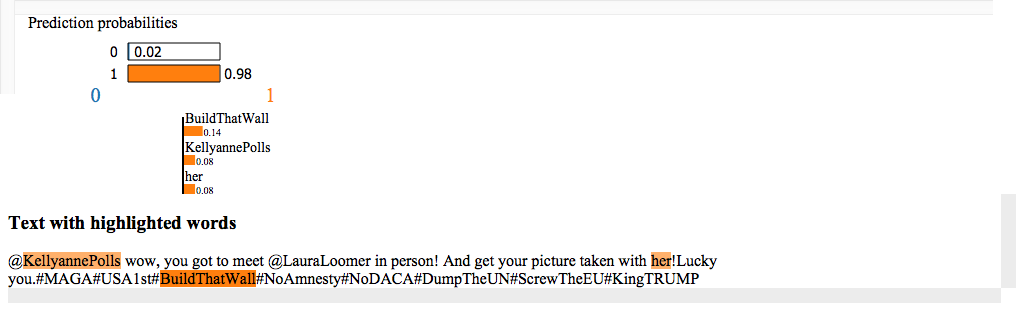 Prediction probabilities
0 0.02
1 0.98
0 1
BuildThatWall
0.14
KellyannePolls
0.08
her
0.08
Text with highlighted words
@KellyannePolls wow, you got to meet @LauraLoomer in person! And get your picture taken with her!Lucky
you.#MAGA#USA1st#BuildThatWall#NoAmnesty#NoDACA#DumpTheUN#ScrewTheEU#KingTRUMP